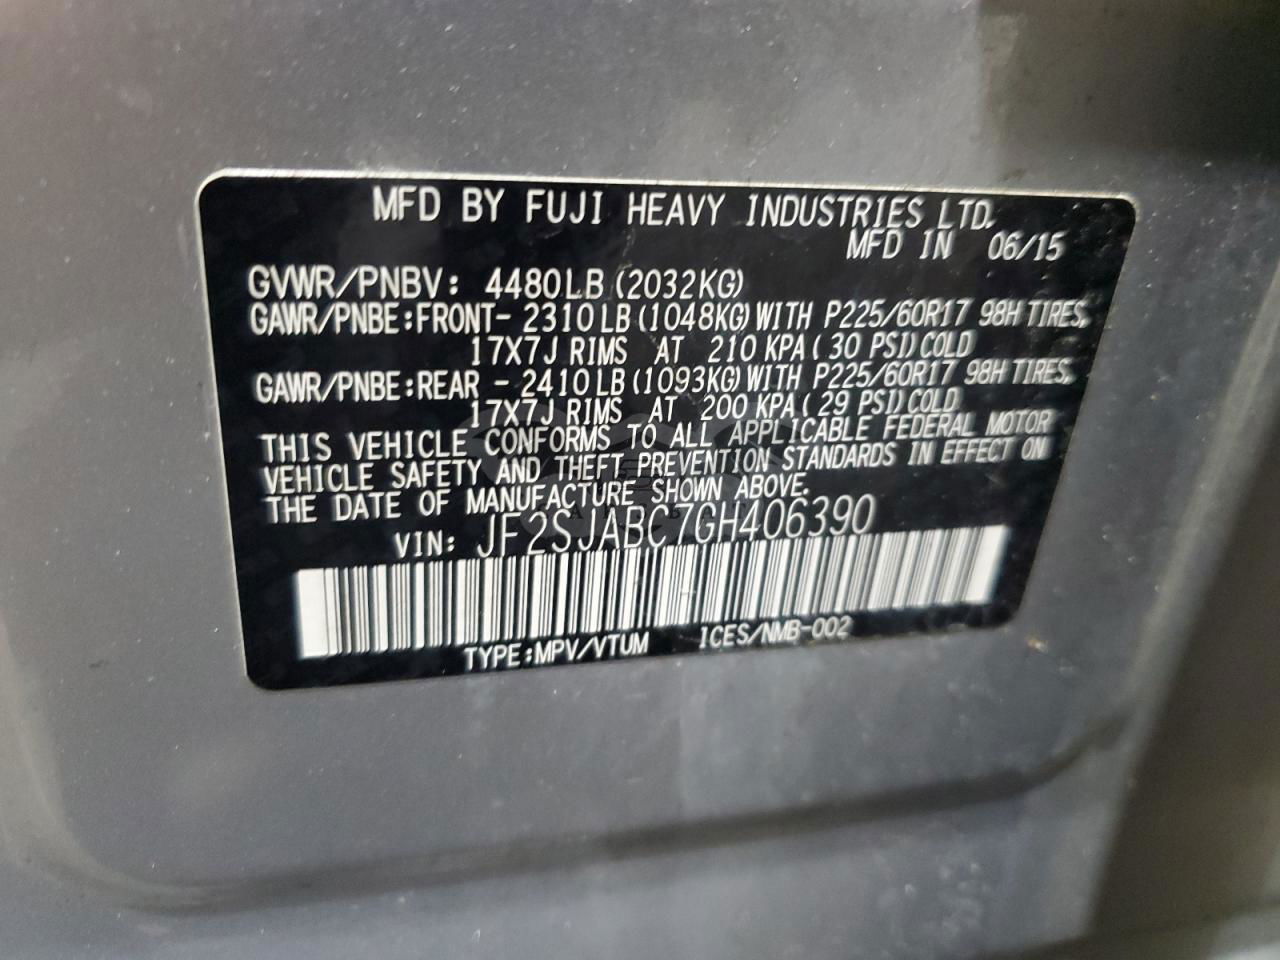 MFD BY FUJI HEAVY INDUSTRIES LTD.
MFD IN 06/15
GVWR/PNBV: 4480LB (2032KG)
GAWR/PNBE:FRONT- 2310LB (1048KG) WITH P225/60R17 98H TIRES,
17X7J RIMS AT 210 KPA ( 30 PSI) COLD
GAWR/PNBE:REAR - 2410LB (1093KG) WITH P225/60R17 98H TIRES,
17X7J RIMS AT 200 KPA ( 29 PSI) COLD.
THIS VEHICLE CONFORMS TO ALL APPLICABLE FEDERAL MOTOR
VEHICLE SAFETY AND THEFT PREVENTION STANDARDS IN EFFECT ON
THE DATE OF MANUFACTURE SHOWN ABOVE.
VIN: JF2SJABC7GH406390
TYPE:MPV/VTUM ICES/NMB-002